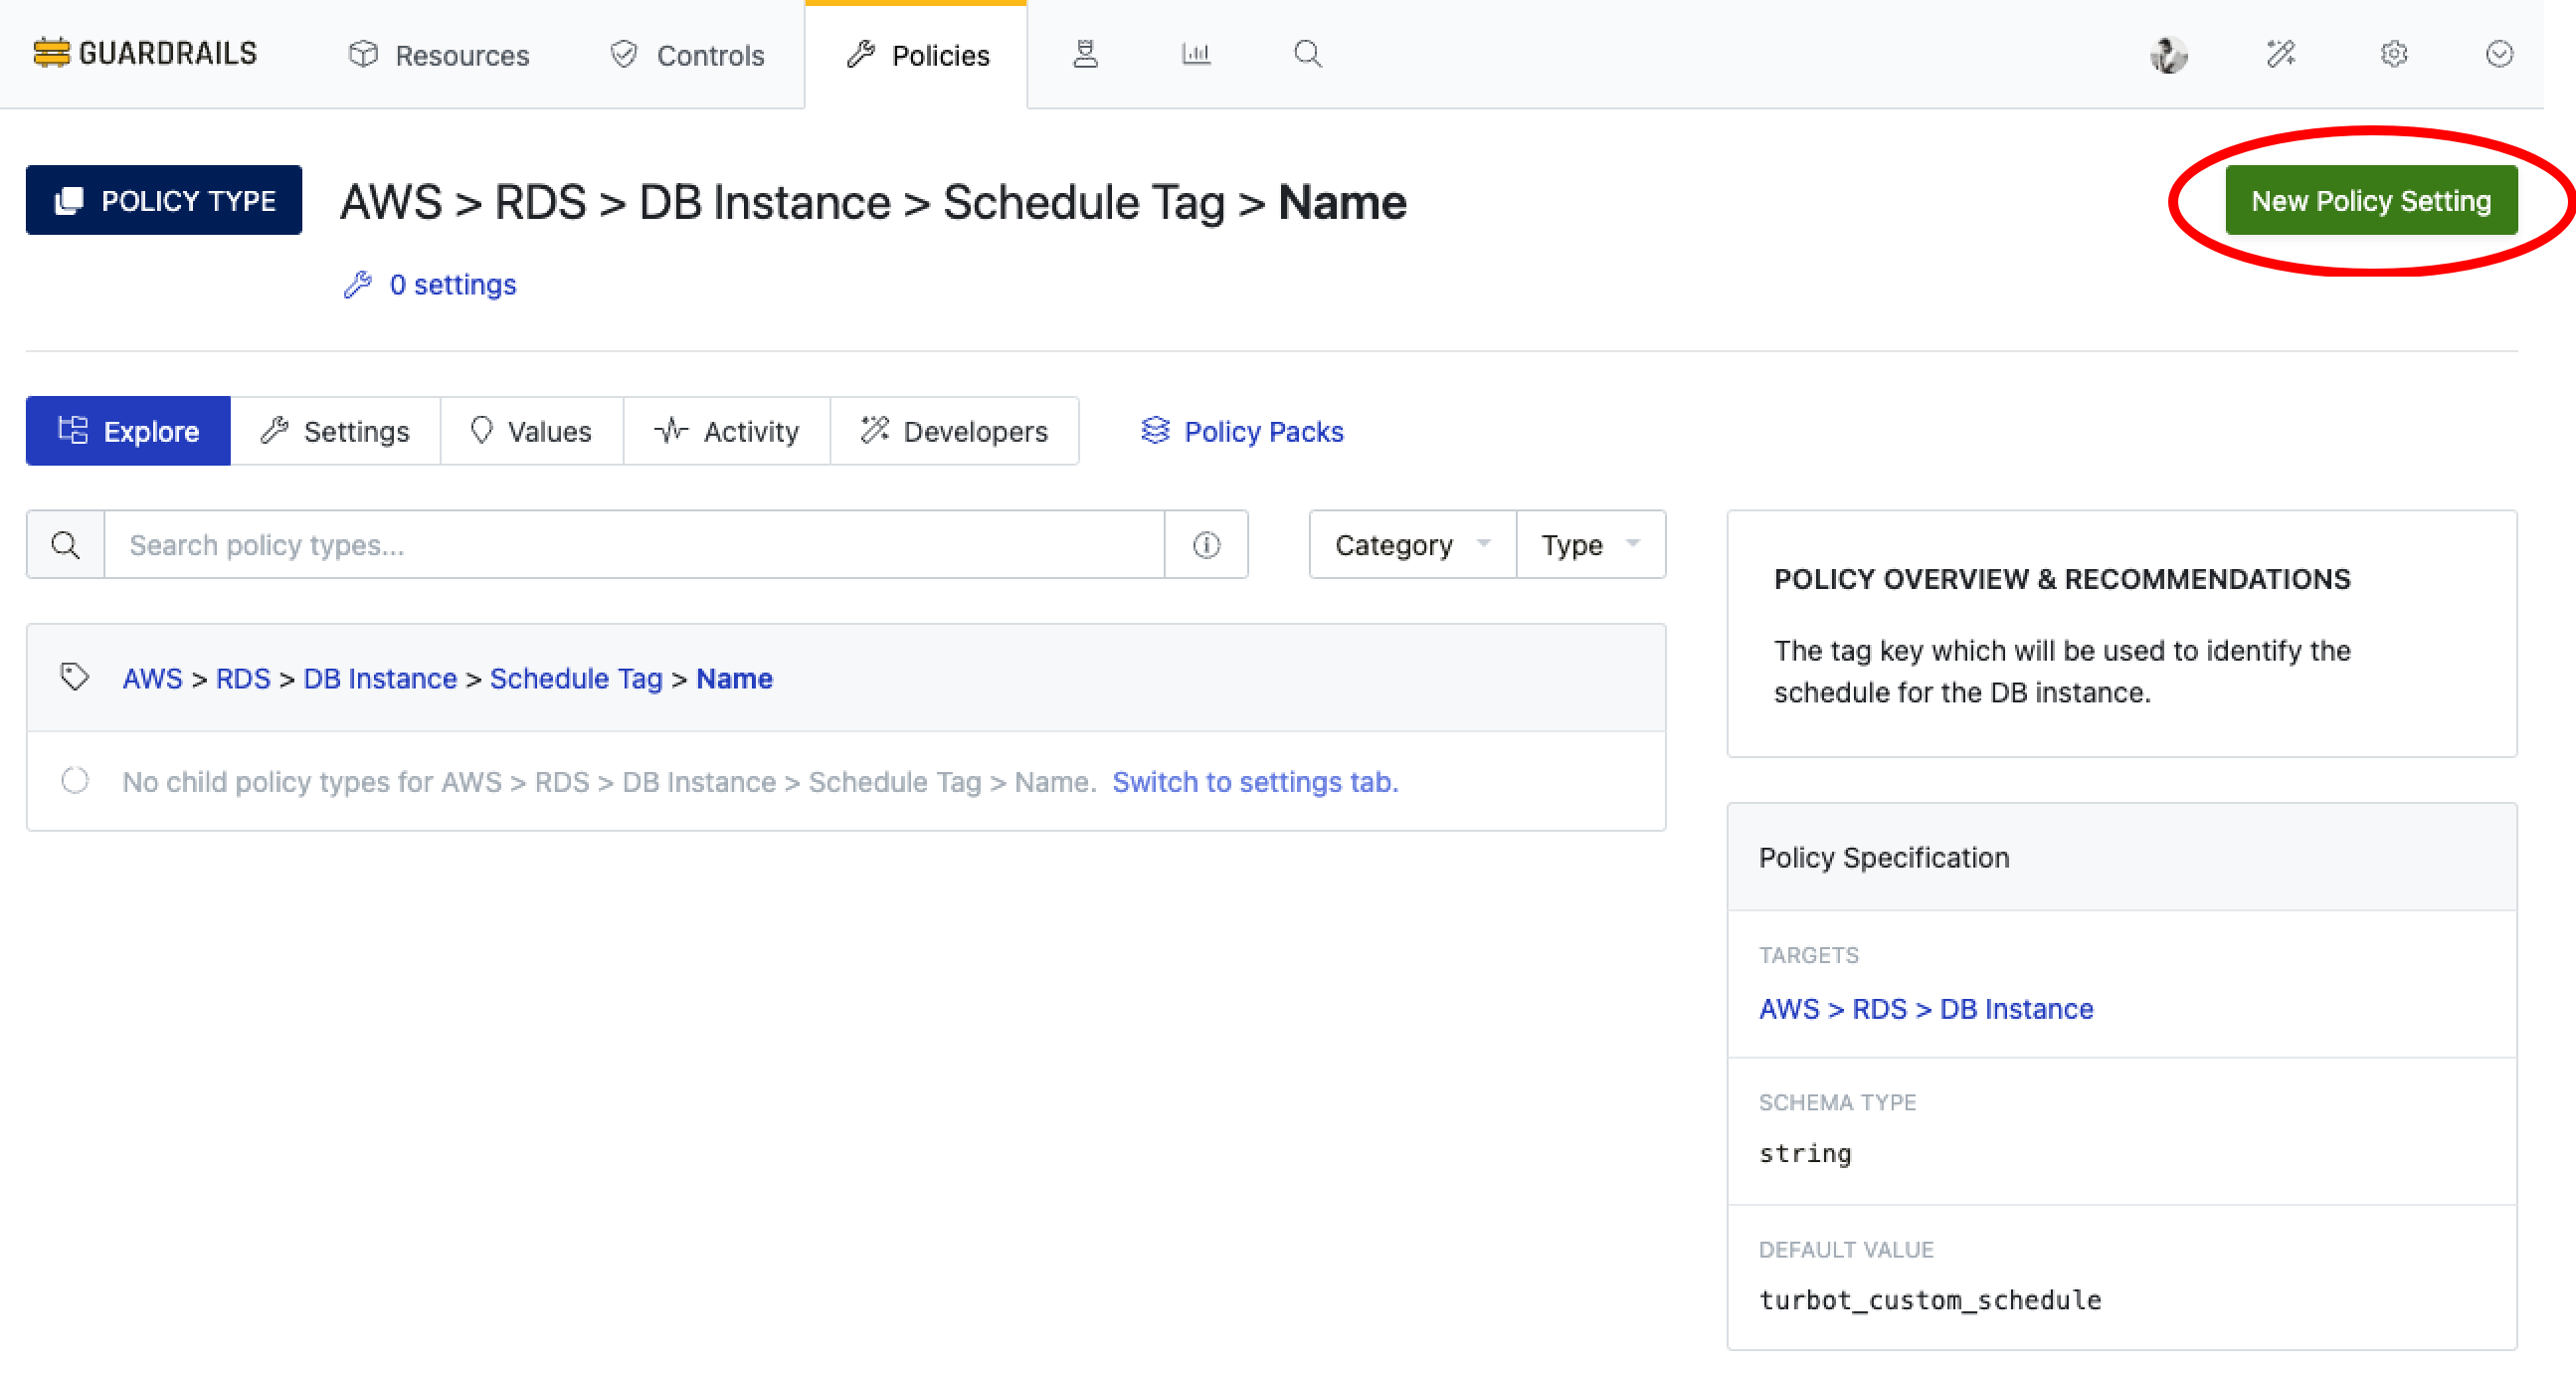 GUARDRAILS Resources Controls Policies
POLICY TYPE AWS > RDS > DB Instance > Schedule Tag > Name New Policy Setting
0 settings
Explore Settings Values Activity Developers Policy Packs
Search policy types... Category Type
AWS > RDS > DB Instance > Schedule Tag > Name
No child policy types for AWS > RDS > DB Instance > Schedule Tag > Name. Switch to settings tab.
POLICY OVERVIEW & RECOMMENDATIONS
The tag key which will be used to identify the
schedule for the DB instance.
Policy Specification
TARGETS
AWS > RDS > DB Instance
SCHEMA TYPE
string
DEFAULT VALUE
turbot_custom_schedule